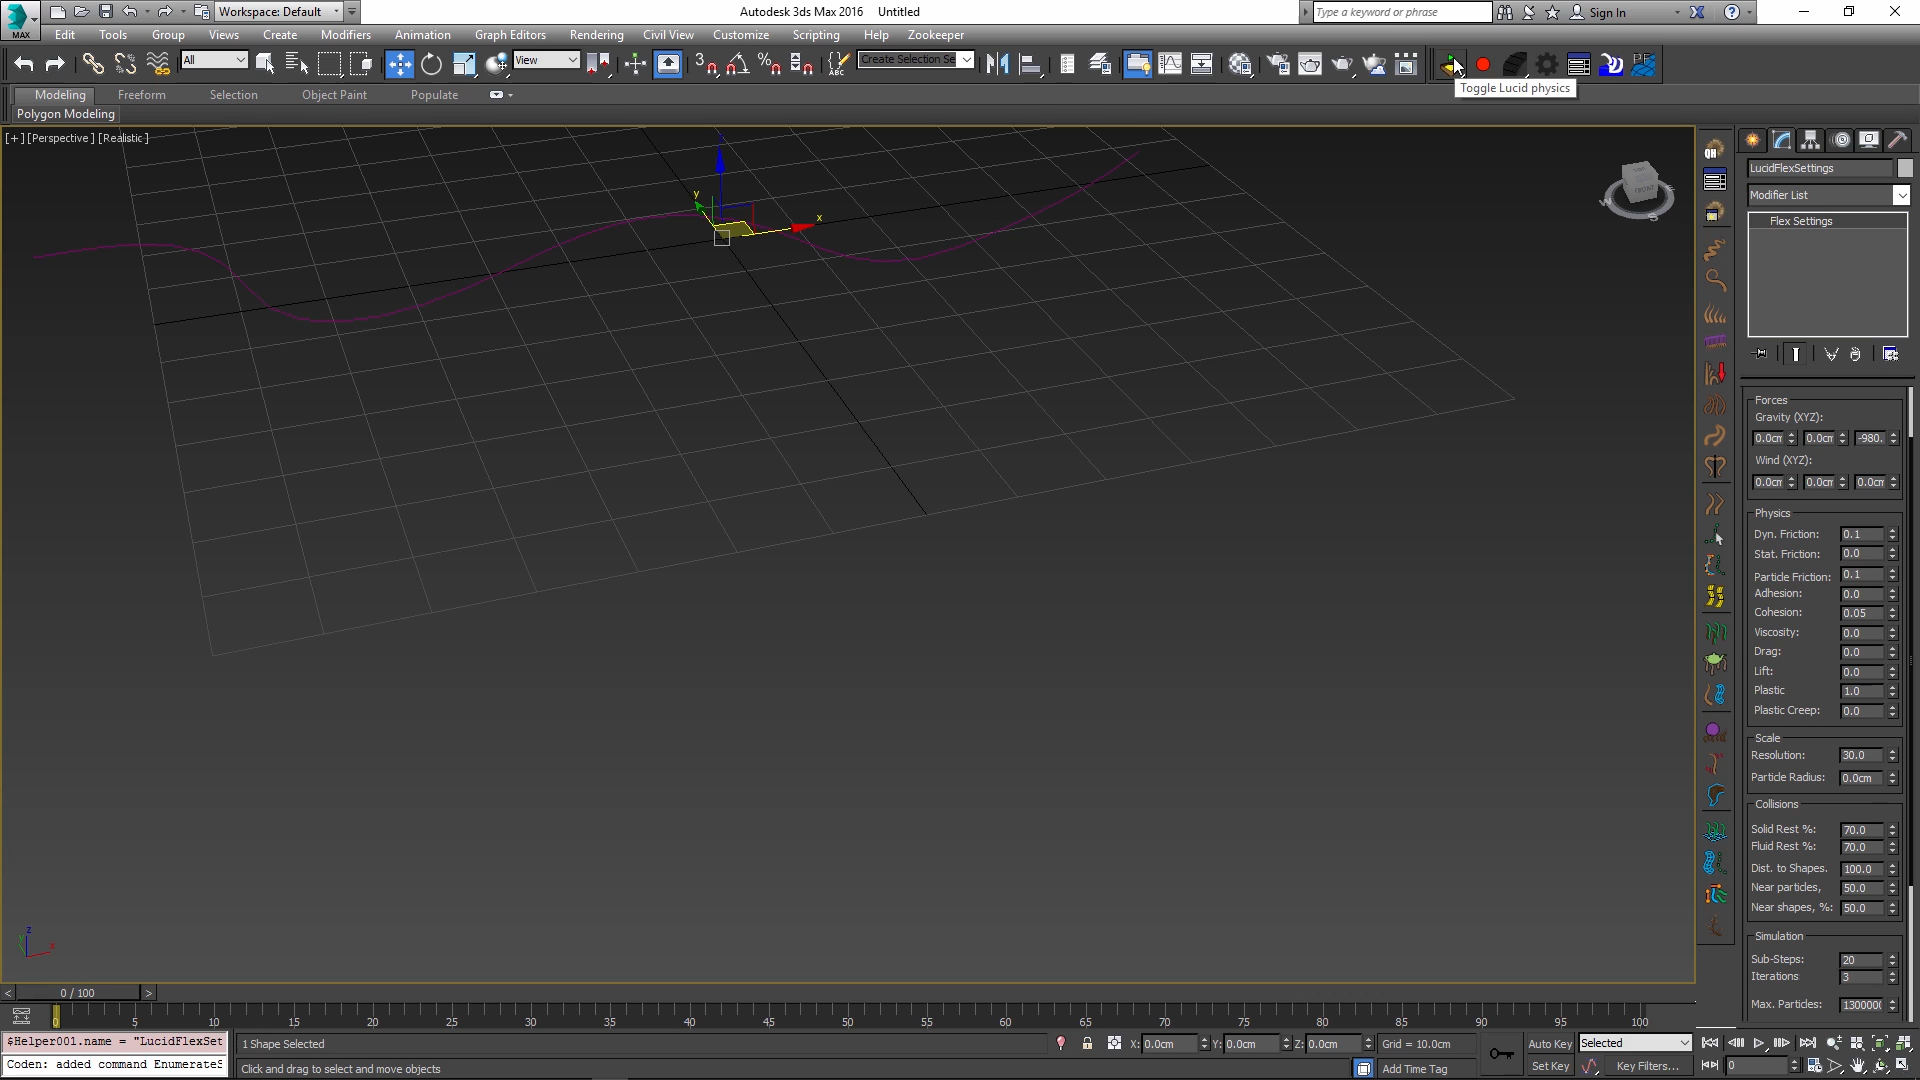 Workspace: Default
Autodesk 3ds Max 2016 Untitled
Type a keyword or phrase
Sign In
MAX
Edit Tools Group Views Create Modifiers Animation Graph Editors Rendering Civil View Customize Scripting Help Zookeeper
All
View
3
%
ABC
Create Selection Se
PF
Toggle Lucid physics
Modeling Freeform Selection Object Paint Populate
Polygon Modeling
[+] [Perspective] [Realistic]
z
y
x
TOP
FRONT
W
S
E
QH
LucidFlexSettings
Modifier List
Flex Settings
Forces
Gravity (XYZ):
0.0cm 0.0cm -980.
Wind (XYZ):
0.0cm 0.0cm 0.0cm
Physics
Dyn. Friction: 0.1
Stat. Friction: 0.0
Particle Friction: 0.1
Adhesion: 0.0
Cohesion: 0.05
Viscosity: 0.0
Drag: 0.0
Lift: 0.0
Plastic 1.0
Plastic Creep: 0.0
Scale
Resolution: 30.0
Particle Radius: 0.0cm
Collisions
Solid Rest %: 70.0
Fluid Rest %: 70.0
Dist. to Shapes. 100.0
Near particles, 50.0
Near shapes, %: 50.0
Simulation
Sub-Steps: 20
Iterations 3
Max. Particles: 1300000
z
y
x
< 0 / 100 >
0 5 10 15 20 25 30 35 40 45 50 55 60 65 70 75 80 85 90 95 100
$Helper001.name = "LucidFlexSet
1 Shape Selected
X: 0.0cm Y: 0.0cm Z: 0.0cm
Grid = 10.0cm
Auto Key
Selected
Coden: added command EnumerateS
Click and drag to select and move objects
Add Time Tag
Set Key
Key Filters...
0